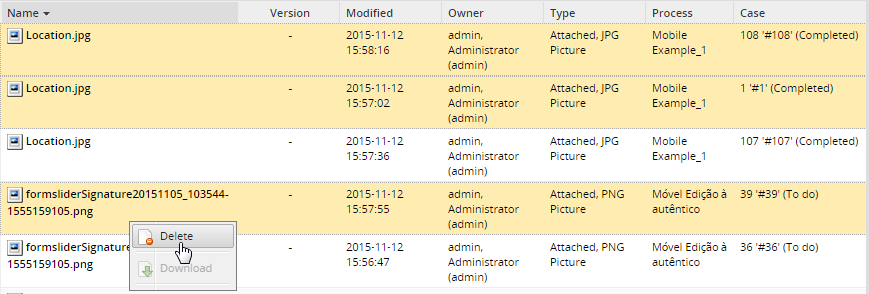 Name Version Modified Owner Type Process Case
Location.jpg - 2015-11-12 admin, Attached, JPG Mobile 108 '#108' (Completed)
15:58:16 Administrator Picture Example_1
(admin)
Location.jpg - 2015-11-12 admin, Attached, JPG Mobile 1 '#1' (Completed)
15:57:02 Administrator Picture Example_1
(admin)
Location.jpg - 2015-11-12 admin, Attached, JPG Mobile 107 '#107' (Completed)
15:57:36 Administrator Picture Example_1
(admin)
formsliderSignature20151105_103544- - 2015-11-12 admin, Attached, PNG Móvel Edição à 39 '#39' (To do)
1555159105.png 15:57:55 Administrator Picture autêntico
(admin)
formsliderSignature 2015-11-12 admin, Attached, PNG Móvel Edição à 36 '#36' (To do)
1555159105.png 15:56:47 Administrator Picture autêntico
(admin)
Delete
Download